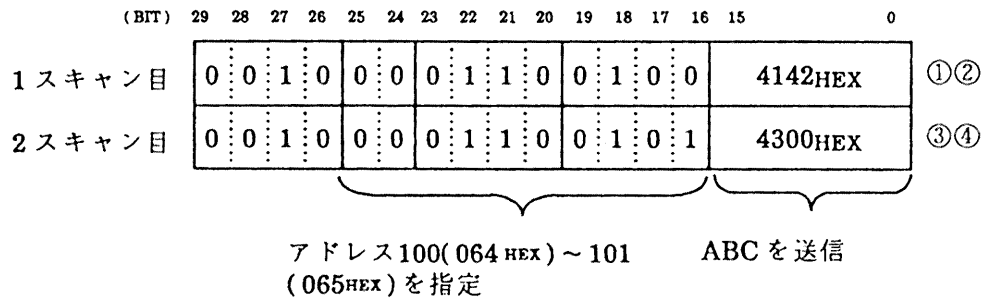 (BIT) 29 28 27 26 25 24 23 22 21 20 19 18 17 16 15 0
1スキャン目 0 0 1 0 0 0 0 1 1 0 0 1 0 0 4142HEX ①②
2スキャン目 0 0 1 0 0 0 0 1 1 0 0 1 0 1 4300HEX ③④
アドレス100(064HEX)~101 ABCを送信
(065HEX)を指定